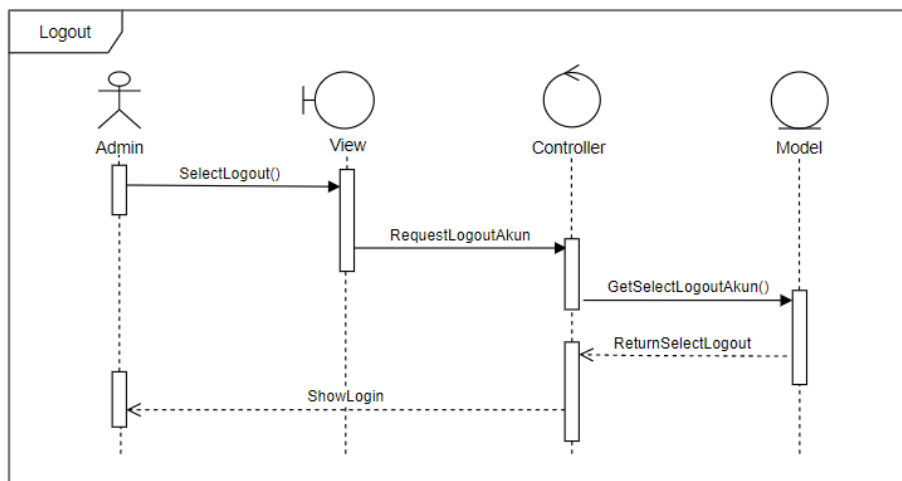 Logout
Admin
View
Controller
Model
SelectLogout()
RequestLogoutAkun
GetSelectLogoutAkun()
ReturnSelectLogout
ShowLogin